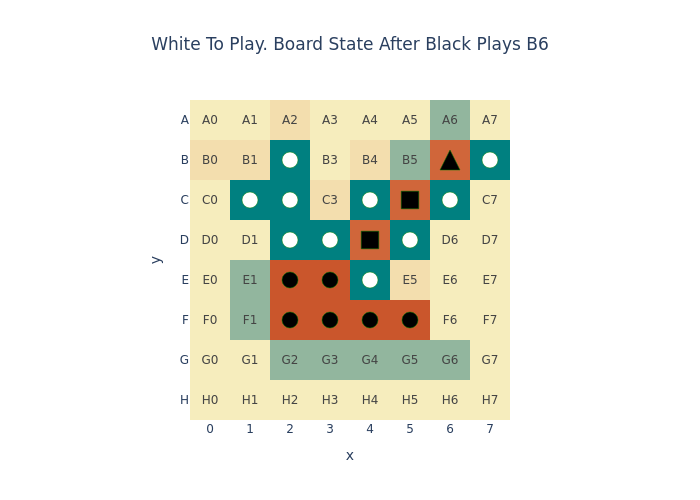 White To Play. Board State After Black Plays B6
A A0 A1 A2 A3 A4 A5 A6 A7
B B0 B1 B3 B4 B5
C C0 C3 C7
D D0 D1 D6 D7
y
E E0 E1 E5 E6 E7
F F0 F1 F6 F7
G G0 G1 G2 G3 G4 G5 G6 G7
H H0 H1 H2 H3 H4 H5 H6 H7
0 1 2 3 4 5 6 7
x